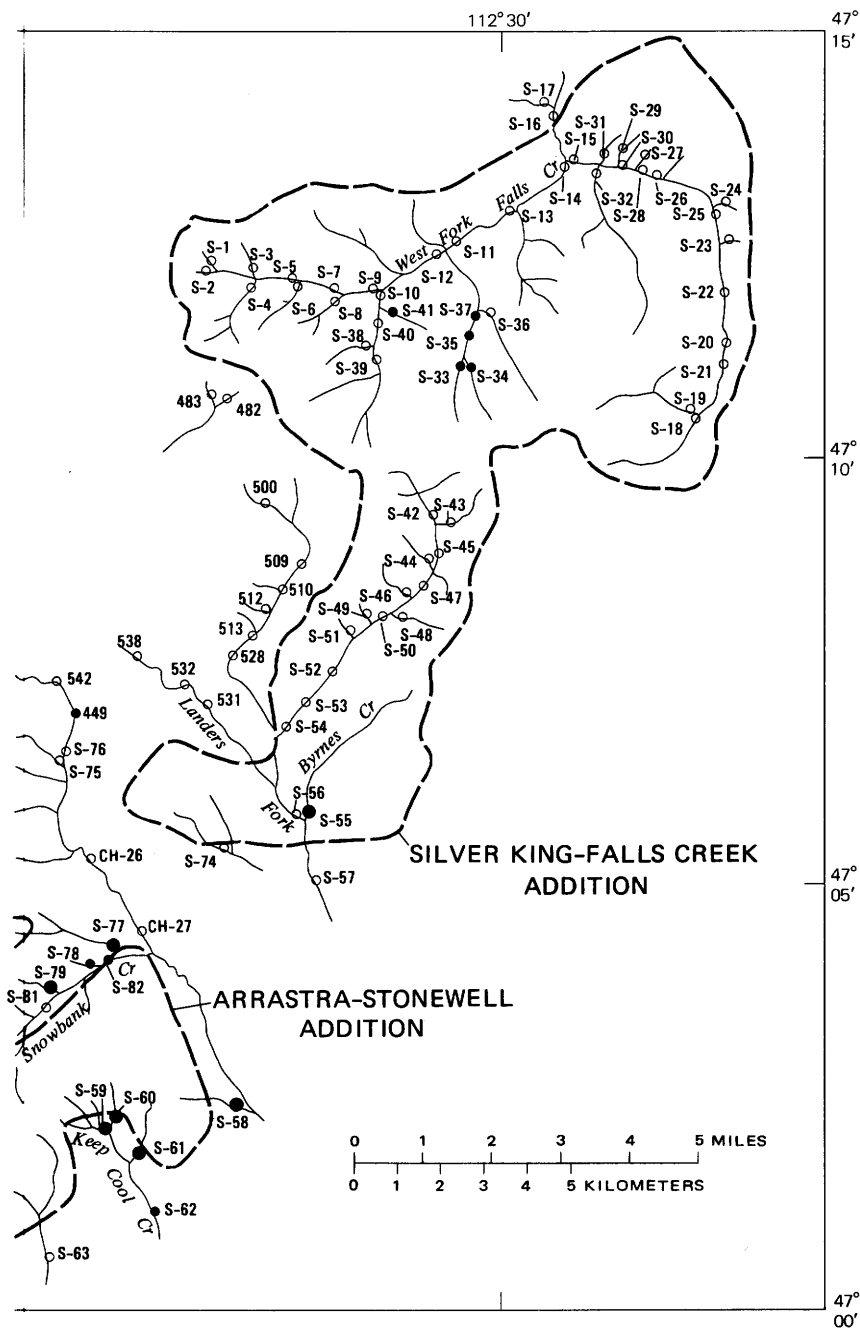 112°30′
47°
15′
S-17
S-16
S-31
S-29
S-15
S-30
S-27
Cr
S-14
S-32
S-28
S-26
S-24
S-25
Falls
S-13
S-23
Fork
S-11
West
S-12
S-1
S-3
S-5
S-7
S-9
S-2
S-4
S-6
S-8
S-10
S-41
S-37
S-36
S-22
S-40
S-38
S-35
S-20
S-39
S-33
S-34
S-21
S-19
S-18
483
482
47°
10′
500
S-42
S-43
S-45
S-44
509
510
512
S-46
S-47
S-49
S-48
513
S-51
S-50
528
538
532
S-52
531
S-53
542
449
Landers
S-54
Byrnes
Cr
S-76
S-75
S-56
S-55
Fork
S-74
SILVER KING-FALLS CREEK
ADDITION
CH-26
S-57
47°
05′
CH-27
S-77
S-78
Cr
S-79
S-82
S-81
Snowbank
ARRASTRA-STONEWELL
ADDITION
S-59
S-60
S-58
Keep
S-61
Cool
S-62
Cr
S-63
0 1 2 3 4 5 MILES
0 1 2 3 4 5 KILOMETERS
47°
00′